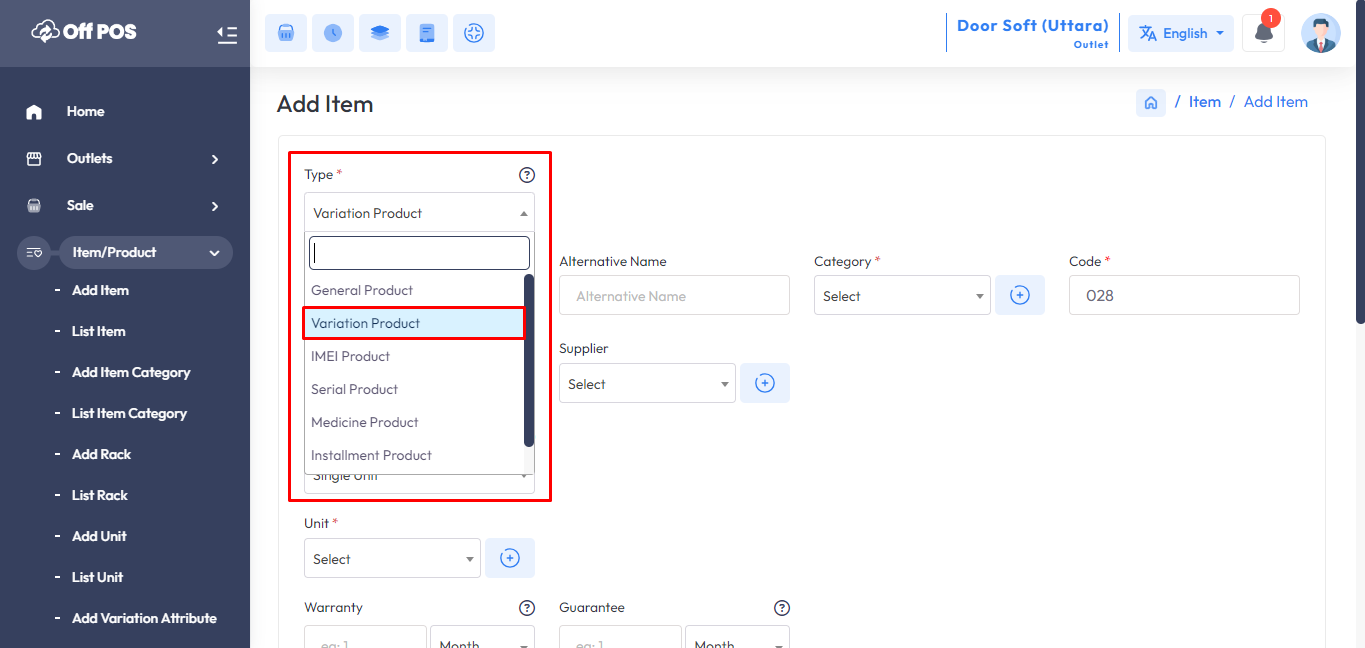 Off POS
1
Door Soft (Uttara)
Outlet
English
Home
Outlets
Sale
Item/Product
- Add Item
- List Item
- Add Item Category
- List Item Category
- Add Rack
- List Rack
- Add Unit
- List Unit
- Add Variation Attribute
Add Item
/ Item / Add Item
Type * ?
Variation Product
General Product
Variation Product
IMEI Product
Serial Product
Medicine Product
Installment Product
Single Unit
Alternative Name
Alternative Name
Category *
Select
Code *
028
Supplier
Select
Unit *
Select
Warranty ?
eg: 1
Month
Guarantee ?
eg: 1
Month